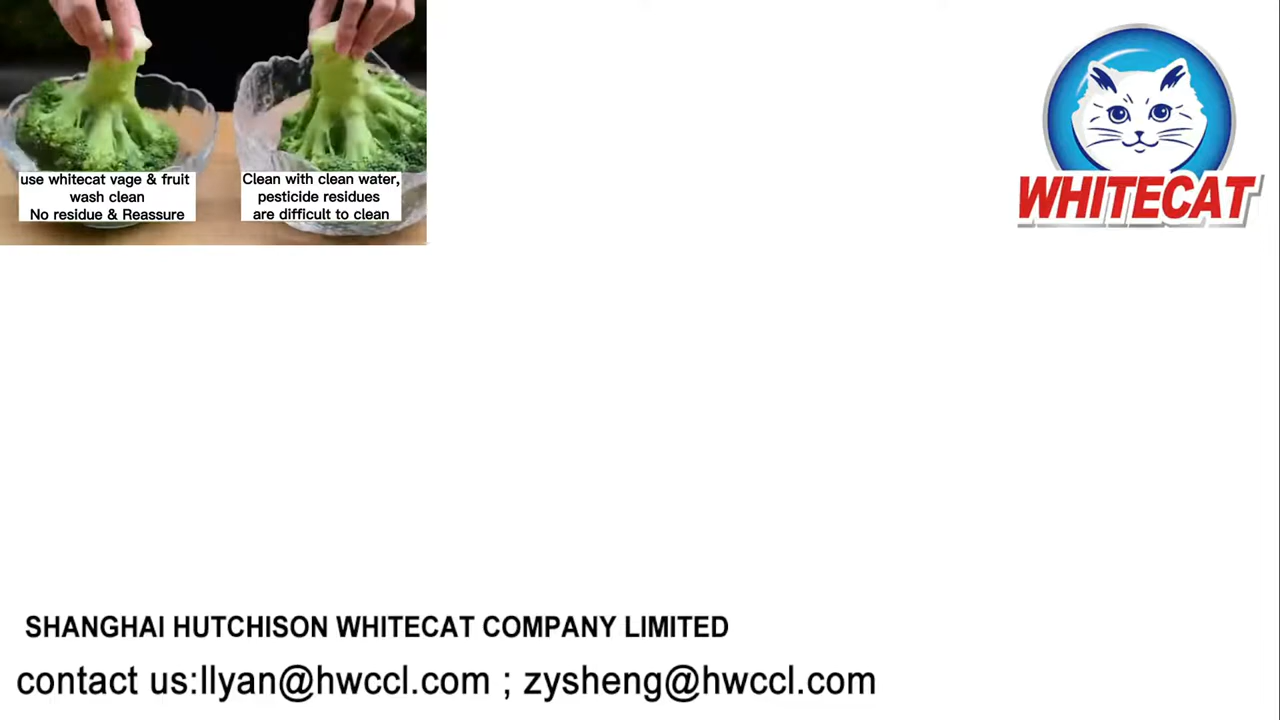 use whitecat vage & fruit
wash clean
No residue & Reassure
Clean with clean water,
pesticide residues
are difficult to clean
WHITECAT
SHANGHAI HUTCHISON WHITECAT COMPANY LIMITED
contact us:llyan@hwccl.com ; zysheng@hwccl.com